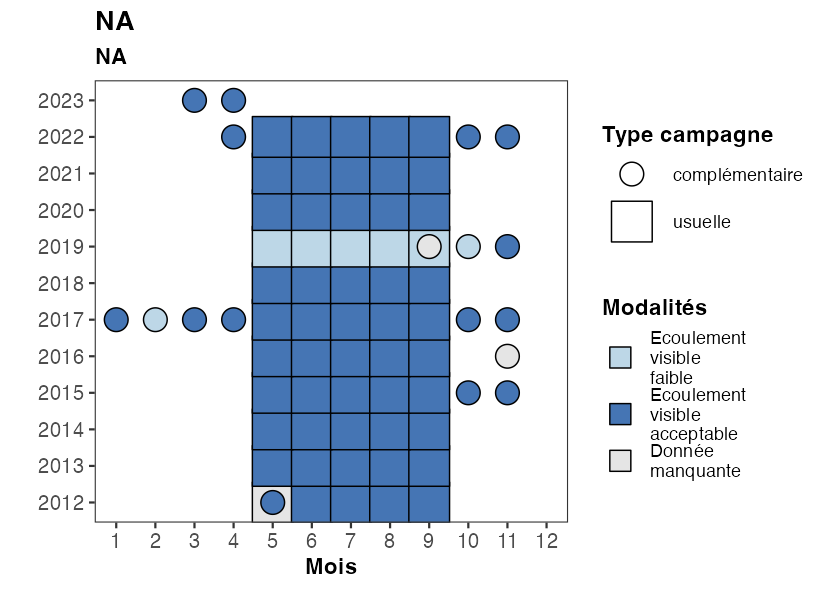 NA
NA
2023
2022
2021
2020
2019
2018
2017
2016
2015
2014
2013
2012
1 2 3 4 5 6 7 8 9 10 11 12
Mois
Type campagne
complémentaire
usuelle
Modalités
Ecoulement
visible
faible
Ecoulement
visible
acceptable
Donnée
manquante